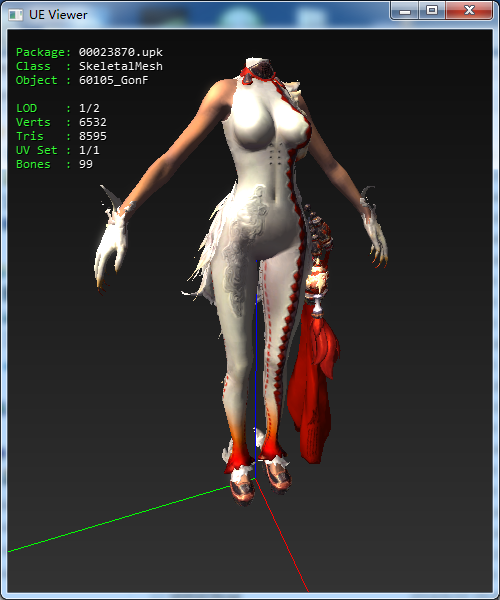 UE Viewer
Package: 00023870.upk
Class : SkeletalMesh
Object : 60105_GonF
LOD : 1/2
Verts : 6532
Tris : 8595
UV Set : 1/1
Bones : 99